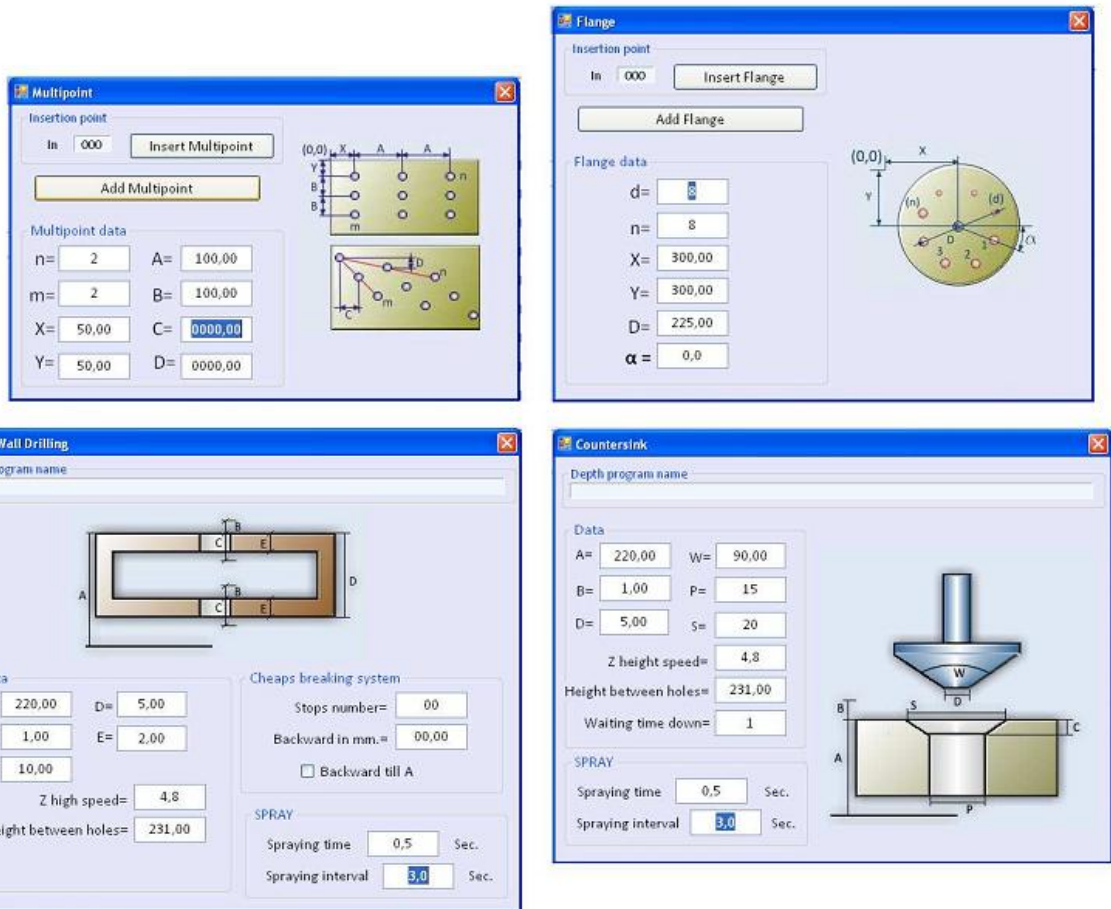 Multipoint
Insertion point
In 000 Insert Multipoint
Add Multipoint
Multipoint data
n= 2 A= 100,00
m= 2 B= 100,00
X= 50,00 C= 0000,00
Y= 50,00 D= 0000,00
(0,0) X A A
Y
B
B
n
m
D
n
m
C
Flange
Insertion point
In 000 Insert Flange
Add Flange
Flange data
d= 8
n= 8
X= 300,00
Y= 300,00
D= 225,00
α = 0,0
(0,0) X
Y
(n) (d)
D
3 2 1
α
Wall Drilling
ogram name
B
C E
A D
B
C E
a
220,00 D= 5,00
1,00 E= 2,00
10,00
Z high speed= 4,8
eight between holes= 231,00
Cheaps breaking system
Stops number= 00
Backward in mm.= 00,00
Backward till A
SPRAY
Spraying time 0,5 Sec.
Spraying interval 3,0 Sec.
Countersink
Depth program name
Data
A= 220,00 W= 90,00
B= 1,00 P= 15
D= 5,00 S= 20
Z height speed= 4,8
Height between holes= 231,00
Waiting time down= 1
SPRAY
Spraying time 0,5 Sec.
Spraying interval 3,0 Sec.
W
D
B S
C
A
P